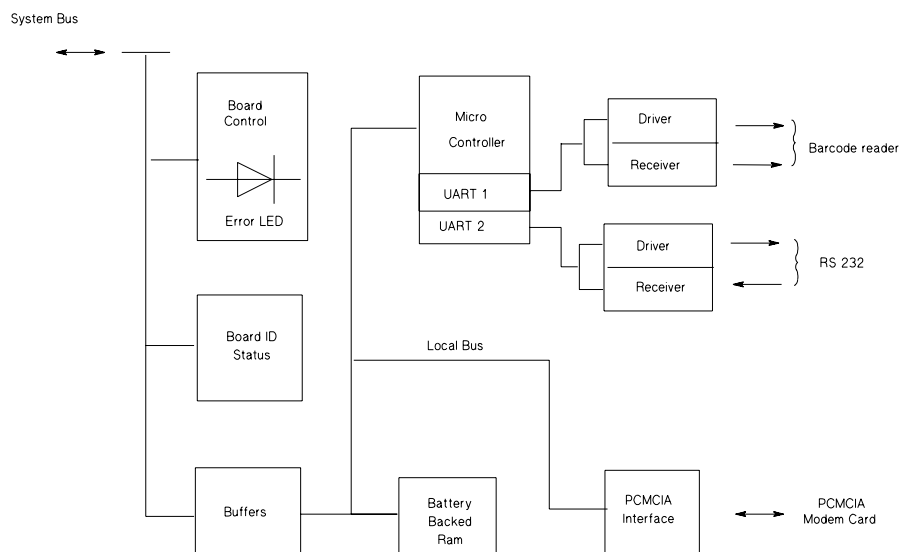 System Bus
Board
Control
Error LED
Micro
Controller
UART 1
UART 2
Driver
Receiver
Barcode reader
Driver
Receiver
RS 232
Board ID
Status
Local Bus
Buffers
Battery
Backed
Ram
PCMCIA
Interface
PCMCIA
Modem Card